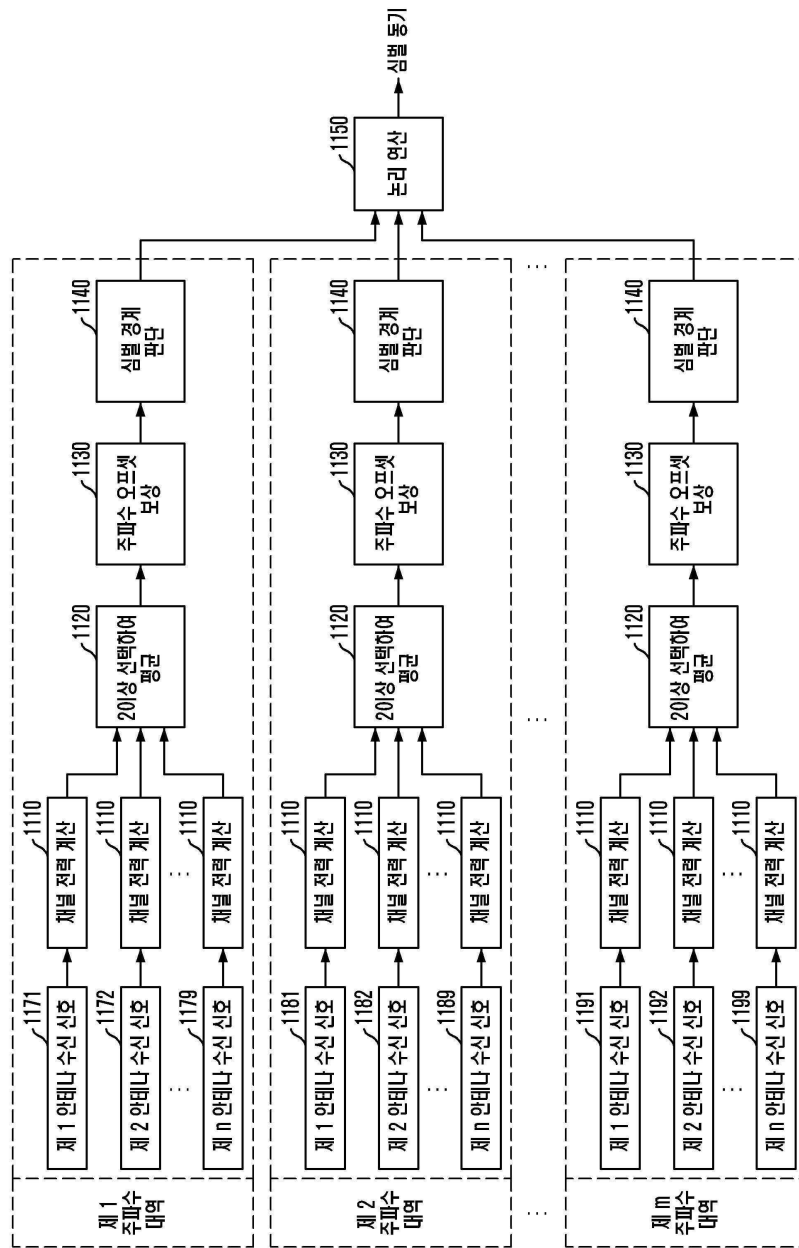 제 1
주파수
대역
1171
제 1 안테나 수신 신호
1110
채널 전력 계산
1172
제 2 안테나 수신 신호
1110
채널 전력 계산
...
...
1179
제 n 안테나 수신 신호
1110
채널 전력 계산
1120
2이상 선택하여
평균
1130
주파수 오프셋
보상
1140
심벌 경계
판단
제 2
주파수
대역
1181
제 1 안테나 수신 신호
1110
채널 전력 계산
1182
제 2 안테나 수신 신호
1110
채널 전력 계산
...
...
1189
제 n 안테나 수신 신호
1110
채널 전력 계산
1120
2이상 선택하여
평균
1130
주파수 오프셋
보상
1140
심벌 경계
판단
...
...
...
제 m
주파수
대역
1191
제 1 안테나 수신 신호
1110
채널 전력 계산
1192
제 2 안테나 수신 신호
1110
채널 전력 계산
...
...
1199
제 n 안테나 수신 신호
1110
채널 전력 계산
1120
2이상 선택하여
평균
1130
주파수 오프셋
보상
1140
심벌 경계
판단
1150
논리 연산
심벌 동기